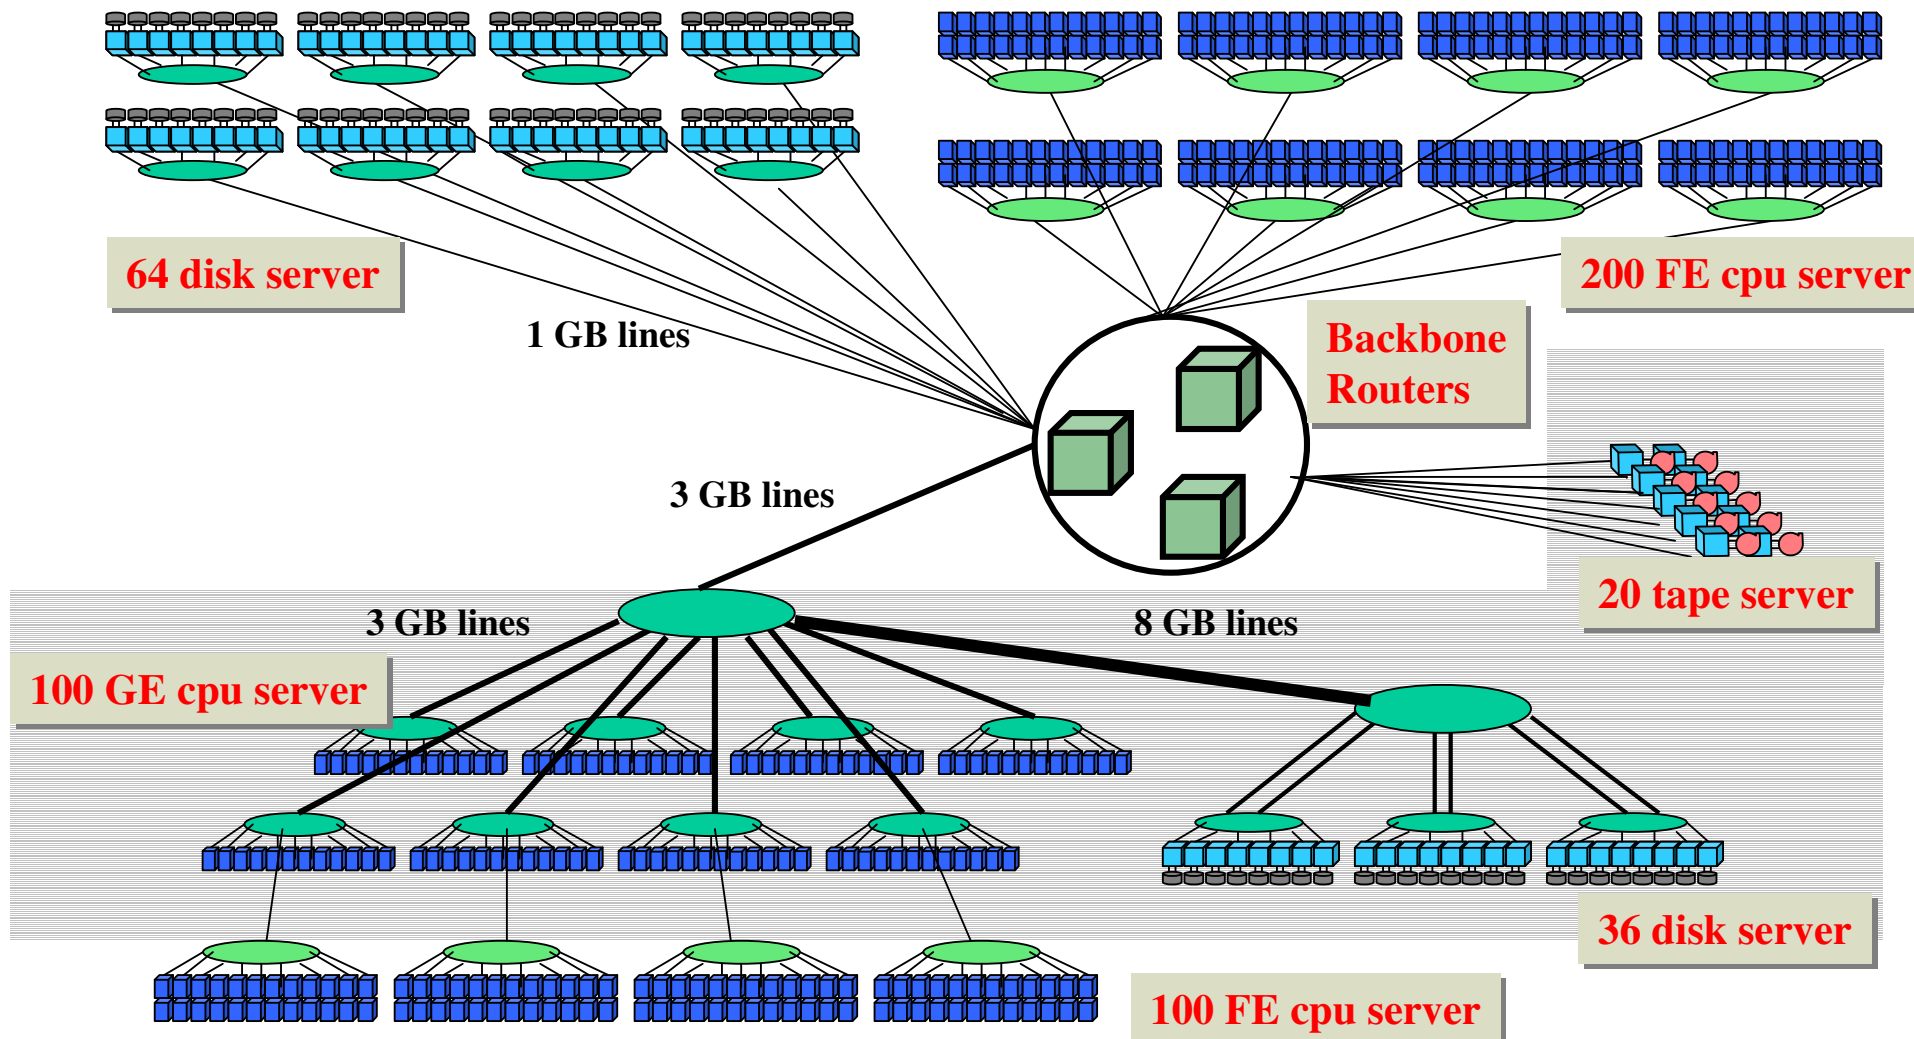 64 disk server
200 FE cpu server
1 GB lines
Backbone
Routers
3 GB lines
20 tape server
3 GB lines
8 GB lines
100 GE cpu server
36 disk server
100 FE cpu server